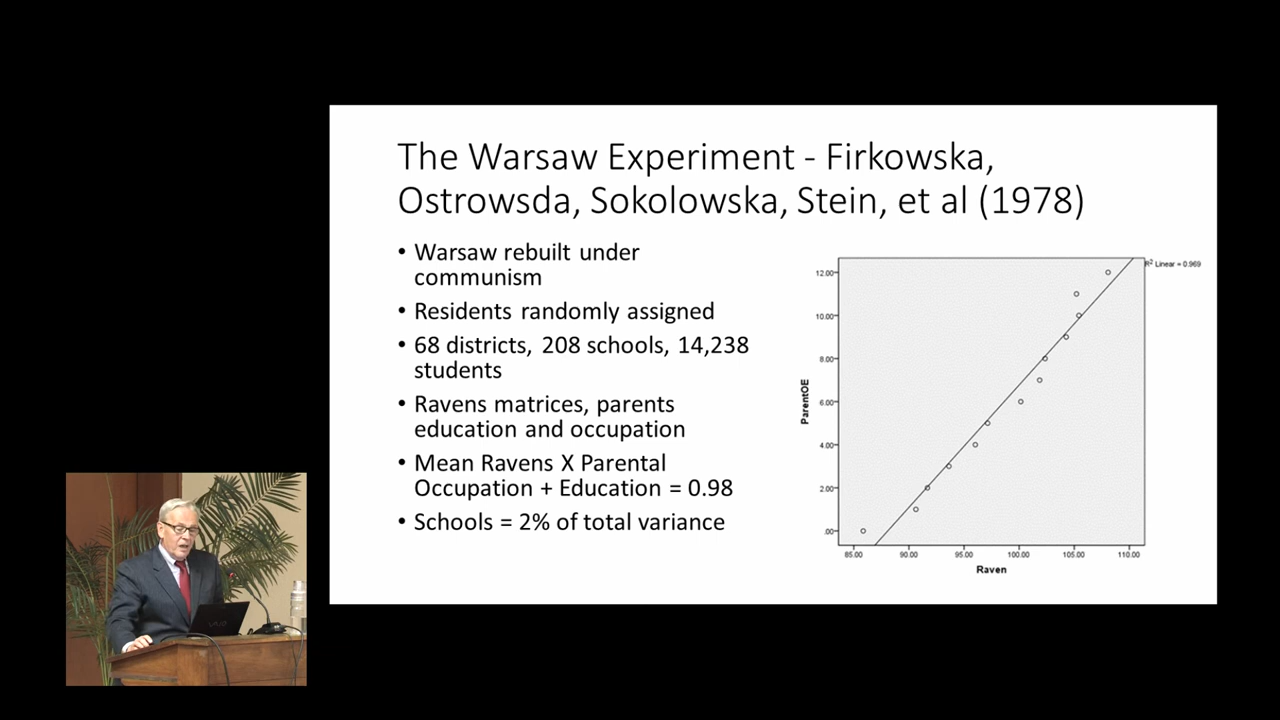 The Warsaw Experiment - Firkowska,
Ostrowsda, Sokolowska, Stein, et al (1978)
• Warsaw rebuilt under
communism
• Residents randomly assigned
• 68 districts, 208 schools, 14,238
students
• Ravens matrices, parents
education and occupation
• Mean Ravens X Parental
Occupation + Education = 0.98
• Schools = 2% of total variance
R² Linear = 0.969
12.00
10.00
8.00
6.00
4.00
2.00
.00
ParentOE
85.00 90.00 95.00 100.00 105.00 110.00
Raven
VAIO